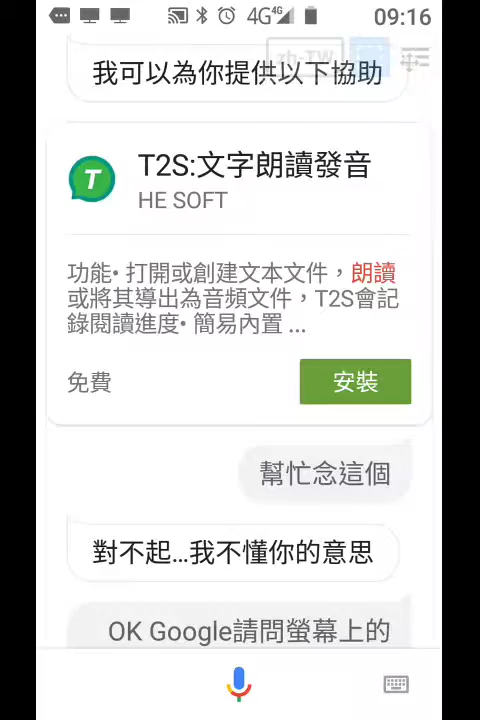 4G 4G 09:16
zh-TW
我可以為你提供以下協助
T2S:文字朗讀發音
HE SOFT
功能• 打開或創建文本文件，朗讀
或將其導出為音頻文件，T2S會記
錄閱讀進度• 簡易內置 ...
免費
安裝
幫忙念這個
對不起...我不懂你的意思
OK Google請問螢幕上的